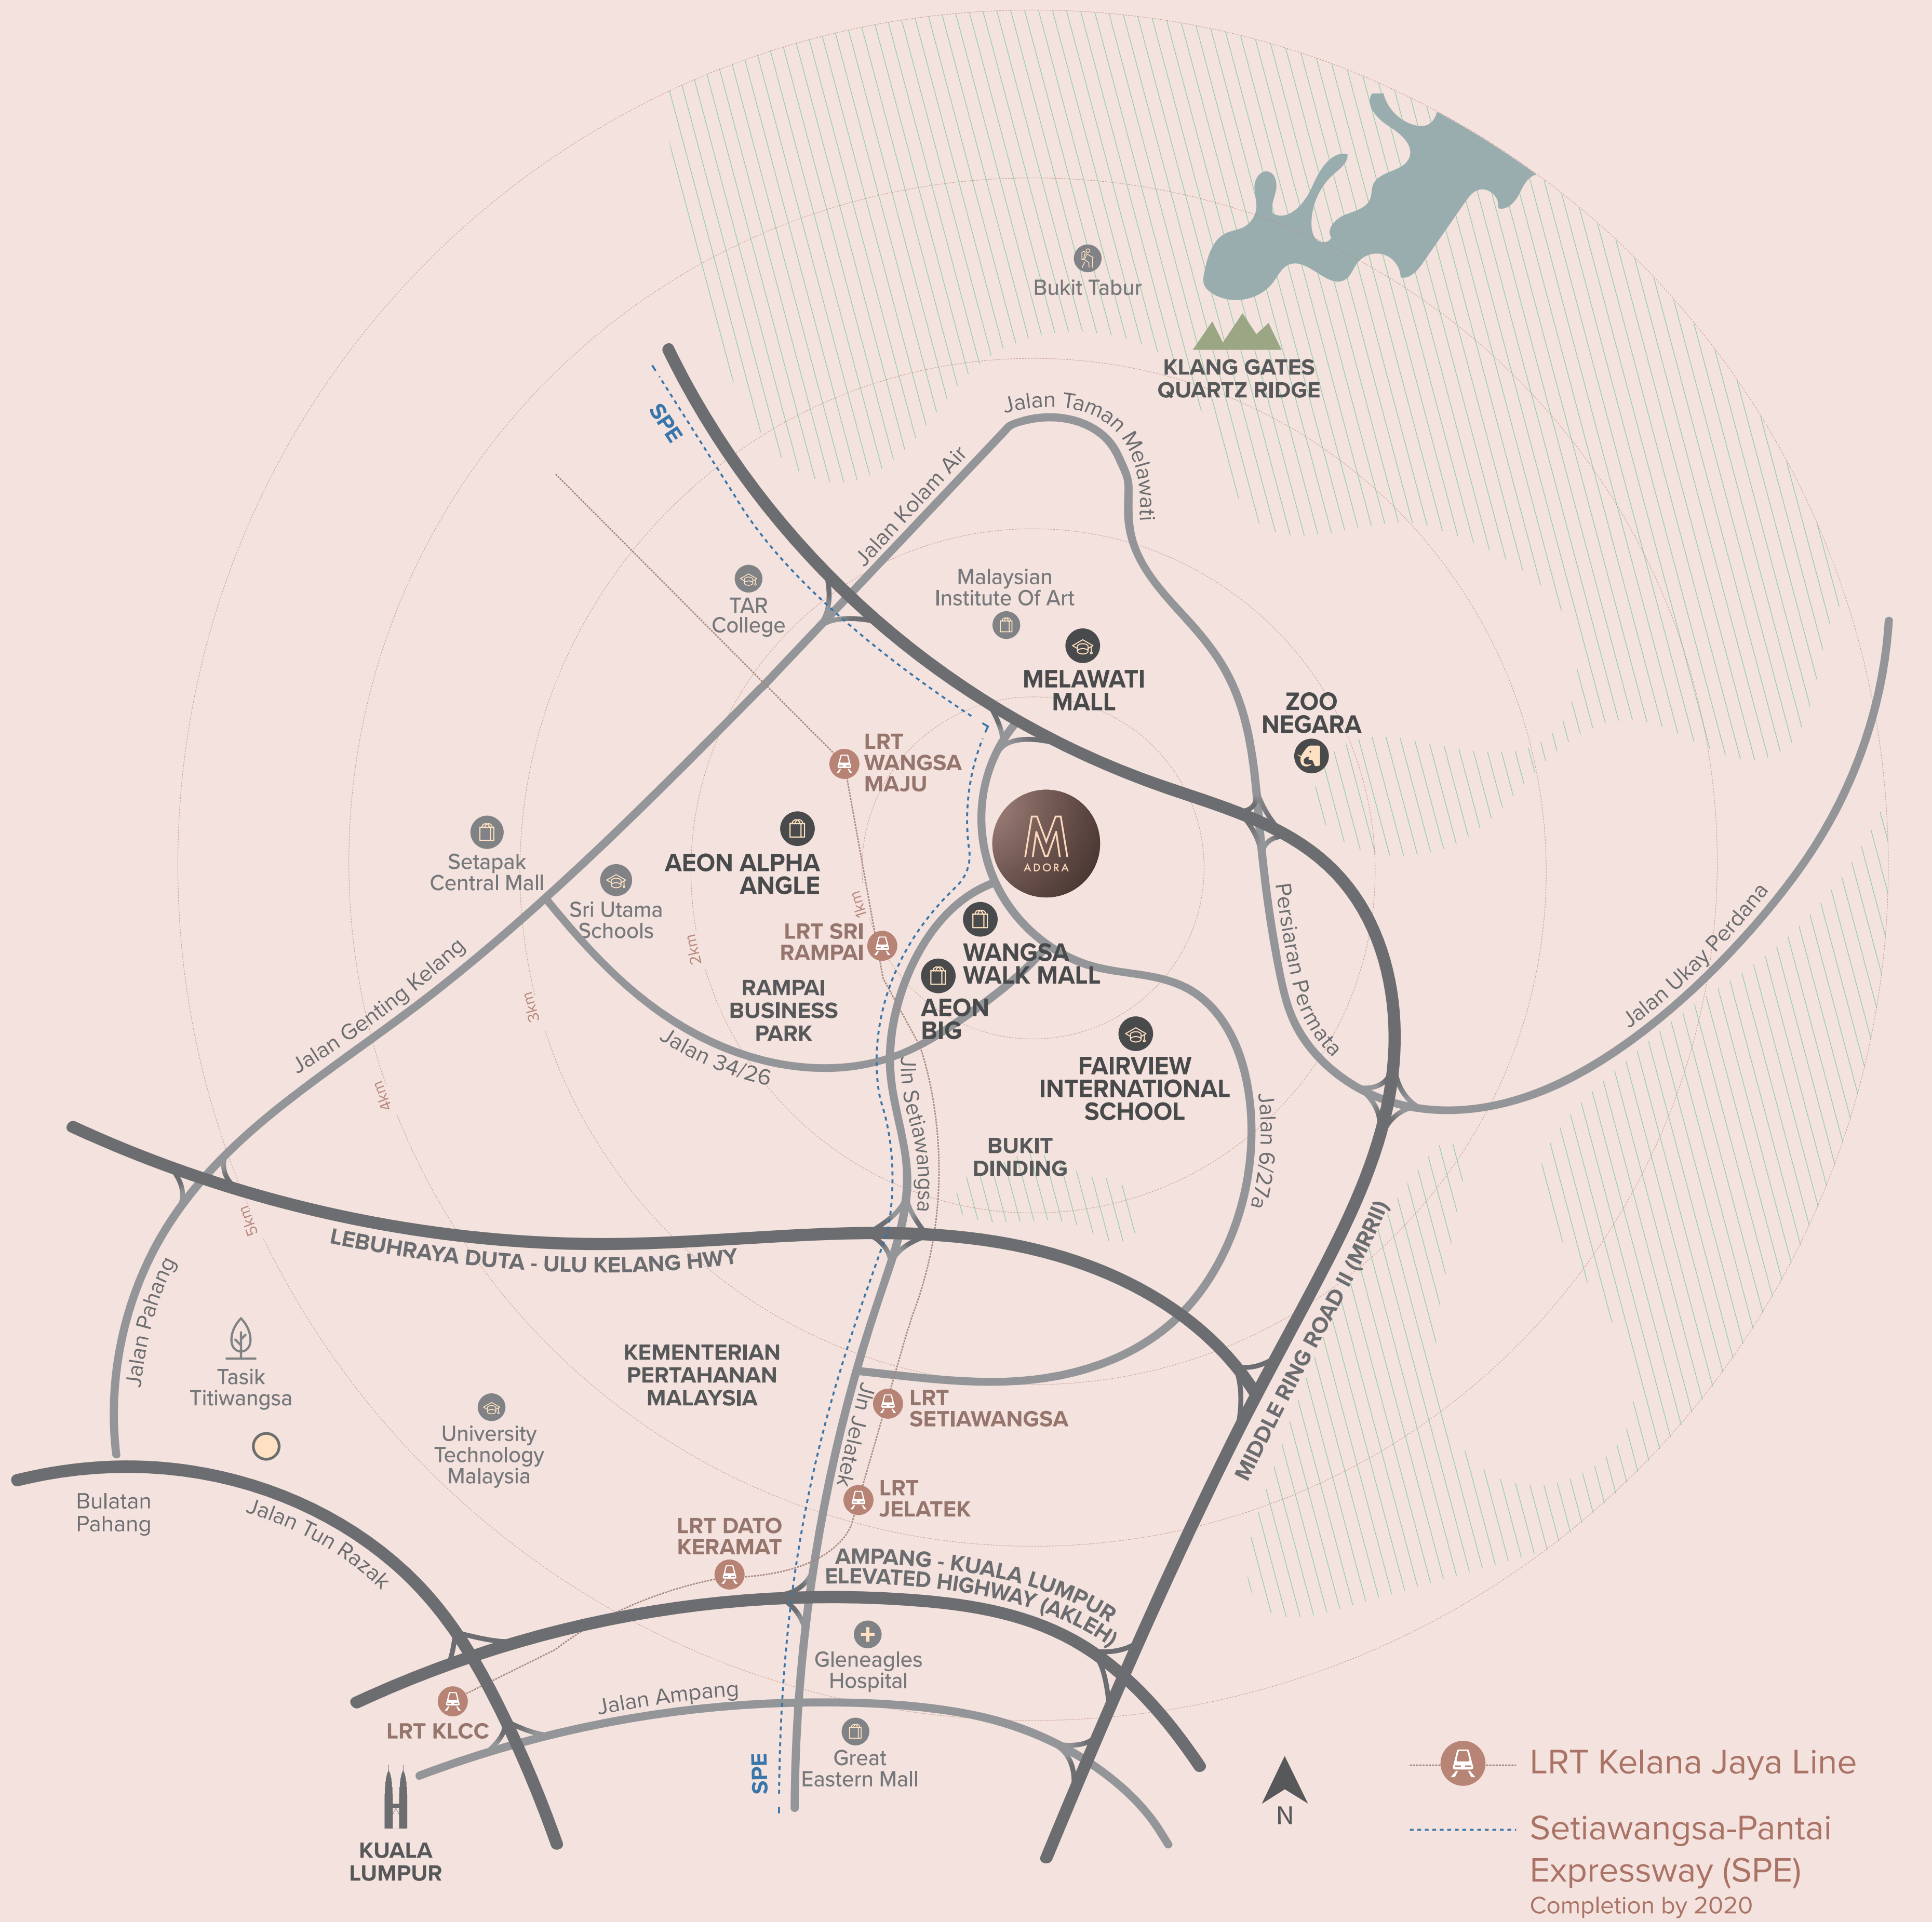 Bukit Tabur
KLANG GATES
QUARTZ RIDGE
SPE
Jalan Taman Melawati
Jalan Kolam Air
TAR
College
Malaysian
Institute Of Art
MELAWATI
MALL
ZOO
NEGARA
LRT
WANGSA
MAJU
M
ADORA
Setapak
Central Mall
AEON ALPHA
ANGLE
Sri Utama
Schools
1km
2km
3km
4km
5km
LRT SRI
RAMPAI
WANGSA
WALK MALL
AEON
BIG
RAMPAI
BUSINESS
PARK
Persiaran Permata
Jalan Ukay Perdana
Jalan Genting Kelang
Jalan 34/26
Jln Setiawangsa
FAIRVIEW
INTERNATIONAL
SCHOOL
BUKIT
DINDING
Jalan 6/27a
LEBUHRAYA DUTA - ULU KELANG HWY
MIDDLE RING ROAD II (MRRII)
Jalan Pahang
Tasik
Titiwangsa
KEMENTERIAN
PERTAHANAN
MALAYSIA
University
Technology
Malaysia
LRT
SETIAWANGSA
Jln Jelatek
LRT
JELATEK
Bulatan
Pahang
Jalan Tun Razak
LRT DATO
KERAMAT
AMPANG - KUALA LUMPUR
ELEVATED HIGHWAY (AKLEH)
Gleneagles
Hospital
Jalan Ampang
LRT KLCC
SPE
Great
Eastern Mall
KUALA
LUMPUR
N
LRT Kelana Jaya Line
Setiawangsa-Pantai
Expressway (SPE)
Completion by 2020